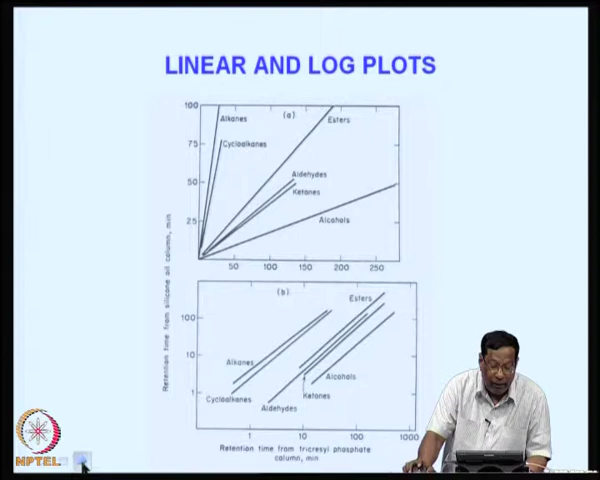 LINEAR AND LOG PLOTS
Retention time from silicone oil column, min
100
75
50
25
(a)
Alkanes
Cycloalkanes
Esters
Aldehydes
Ketones
Alcohols
50 100 150 200 250
100
10
1
(b)
Esters
Alkanes
Cycloalkanes
Alcohols
Ketones
Aldehydes
1 10 100 1000
Retention time from tricresyl phosphate
column, min
NPTEL